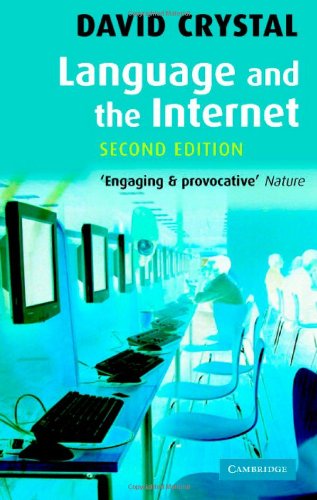 DAVID CRYSTAL
Language and
the Internet
SECOND EDITION
'Engaging & provocative' Nature
CAMBRIDGE